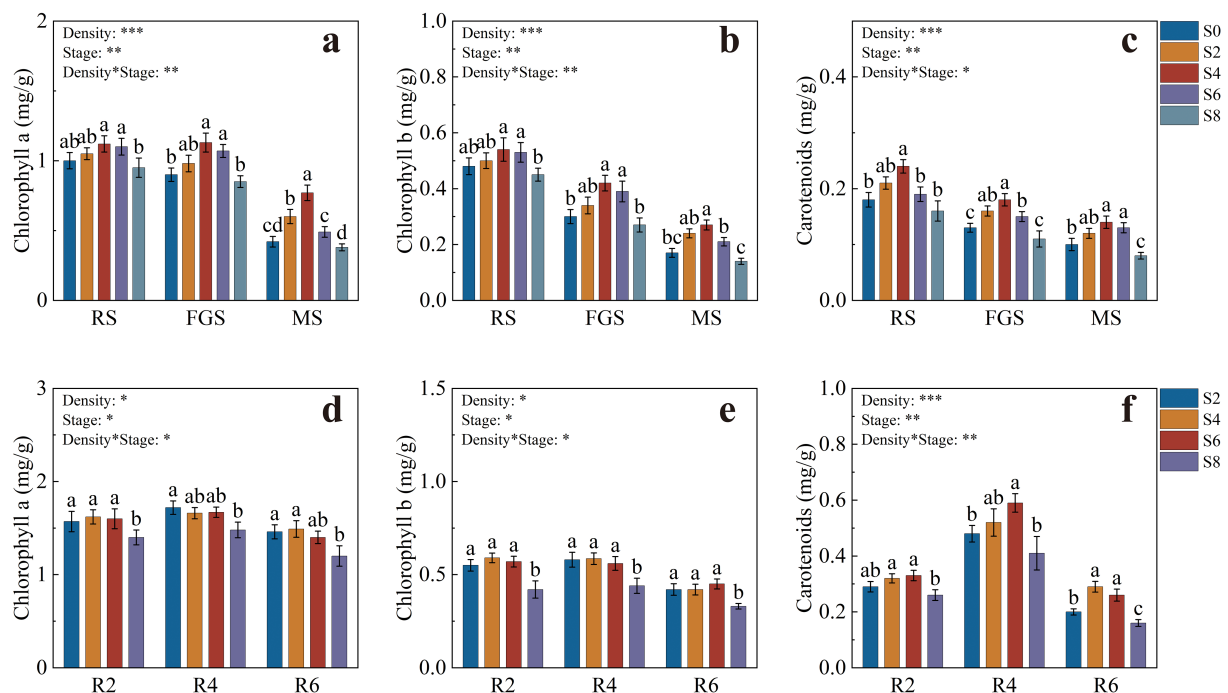 Density: ***
Stage: **
Density*Stage: **
a
Chlorophyll a (mg/g)
2
1
0
ab ab a a b
b ab a a b
cd b a c d
RS FGS MS
Density: ***
Stage: **
Density*Stage: **
b
Chlorophyll b (mg/g)
1.0
0.8
0.6
0.4
0.2
0.0
ab ab a a b
b ab a a b
bc ab a b c
RS FGS MS
Density: ***
Stage: **
Density*Stage: *
c
Carotenoids (mg/g)
0.4
0.2
0.0
b ab a b b
c ab a b c
b ab a a c
RS FGS MS
S0
S2
S4
S6
S8
Density: *
Stage: *
Density*Stage: *
d
Chlorophyll a (mg/g)
3
2
1
0
a a a b
a ab ab b
a a ab b
R2 R4 R6
Density: *
Stage: *
Density*Stage: *
e
Chlorophyll b (mg/g)
1.5
1.0
0.5
0.0
a a a b
a a a b
a a a b
R2 R4 R6
Density: ***
Stage: **
Density*Stage: **
f
Carotenoids (mg/g)
1.0
0.8
0.6
0.4
0.2
0.0
ab a a b
b ab a b
b a a c
R2 R4 R6
S2
S4
S6
S8